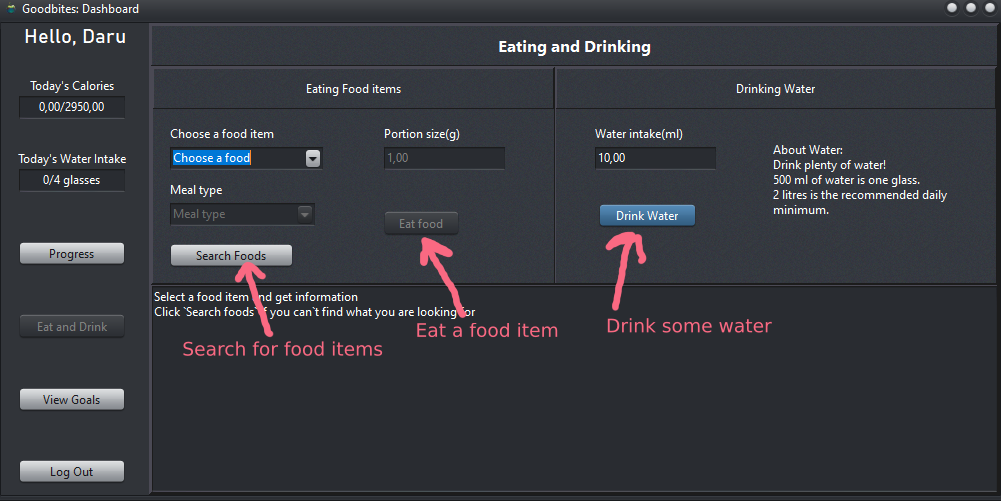 Goodbites: Dashboard
Hello, Daru
Today's Calories
0,00/2950,00
Today's Water Intake
0/4 glasses
Progress
Eat and Drink
View Goals
Log Out
Eating and Drinking
Eating Food items
Choose a food item
Choose a food
Portion size(g)
1,00
Meal type
Meal type
Eat food
Search Foods
Drinking Water
Water intake(ml)
10,00
Drink Water
About Water:
Drink plenty of water!
500 ml of water is one glass.
2 litres is the recommended daily
minimum.
Select a food item and get information
Click `Search foods` if you can`t find what you are looking for
Search for food items
Eat a food item
Drink some water